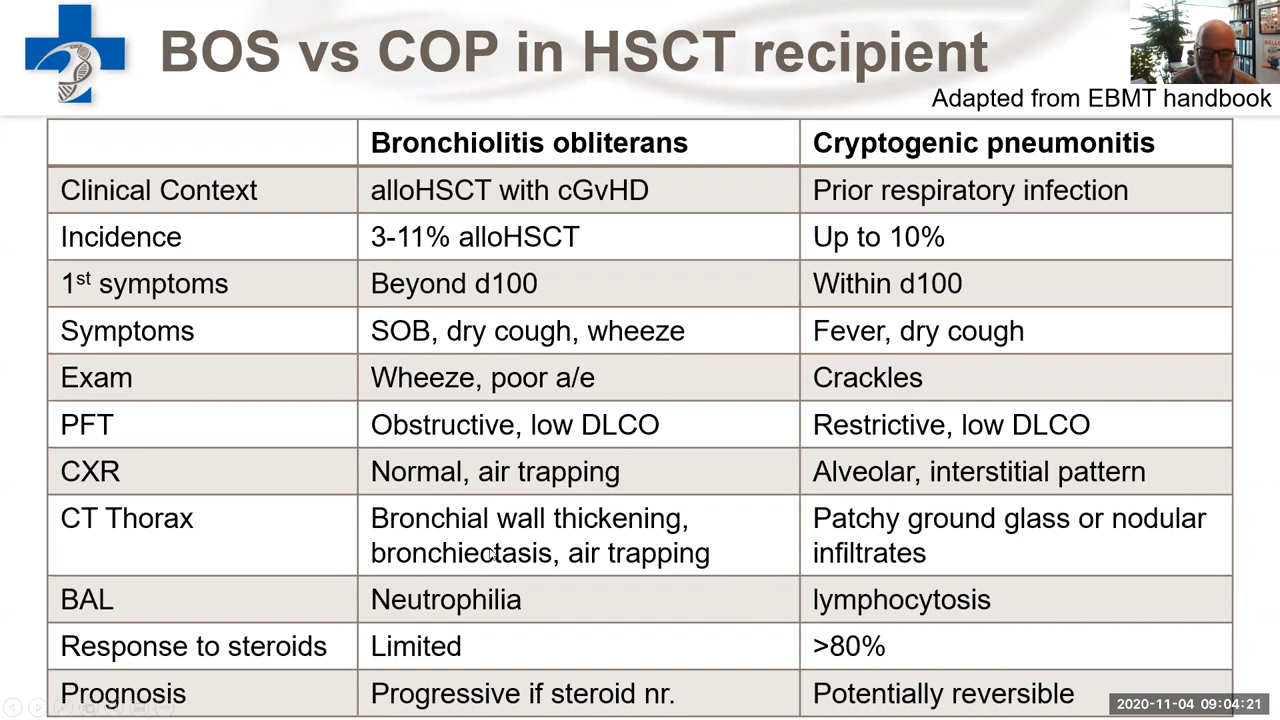 BOS vs COP in HSCT recipient
Adapted from EBMT handbook
Bronchiolitis obliterans Cryptogenic pneumonitis
Clinical Context alloHSCT with cGvHD Prior respiratory infection
Incidence 3-11% alloHSCT Up to 10%
1st symptoms Beyond d100 Within d100
Symptoms SOB, dry cough, wheeze Fever, dry cough
Exam Wheeze, poor a/e Crackles
PFT Obstructive, low DLCO Restrictive, low DLCO
CXR Normal, air trapping Alveolar, interstitial pattern
CT Thorax Bronchial wall thickening, Patchy ground glass or nodular
bronchiectasis, air trapping infiltrates
BAL Neutrophilia lymphocytosis
Response to steroids Limited >80%
Prognosis Progressive if steroid nr. Potentially reversible
2020-11-04 09:04:21